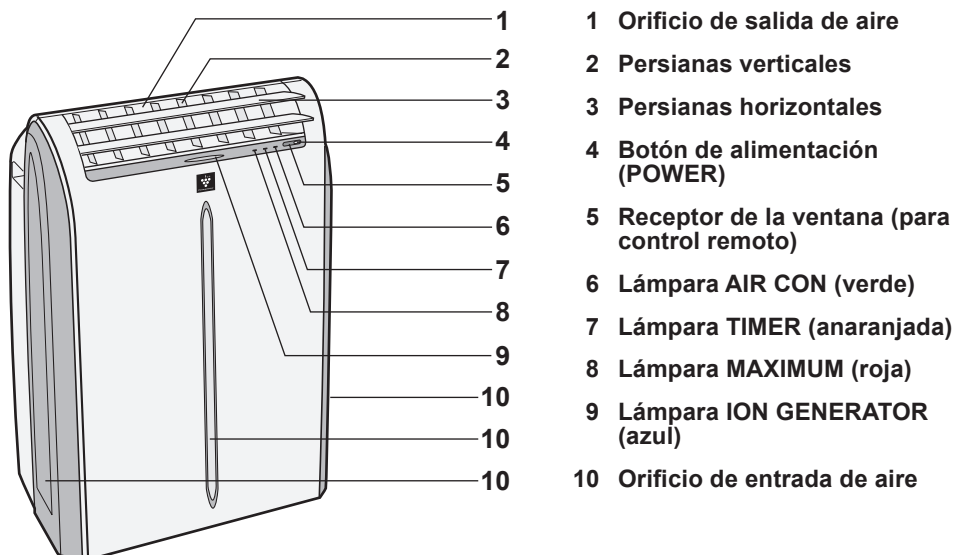 1
2
3
4
5
6
7
8
9
10
10
10
1 Orificio de salida de aire
2 Persianas verticales
3 Persianas horizontales
4 Botón de alimentación
(POWER)
5 Receptor de la ventana (para
control remoto)
6 Lámpara AIR CON (verde)
7 Lámpara TIMER (anaranjada)
8 Lámpara MAXIMUM (roja)
9 Lámpara ION GENERATOR
(azul)
10 Orificio de entrada de aire